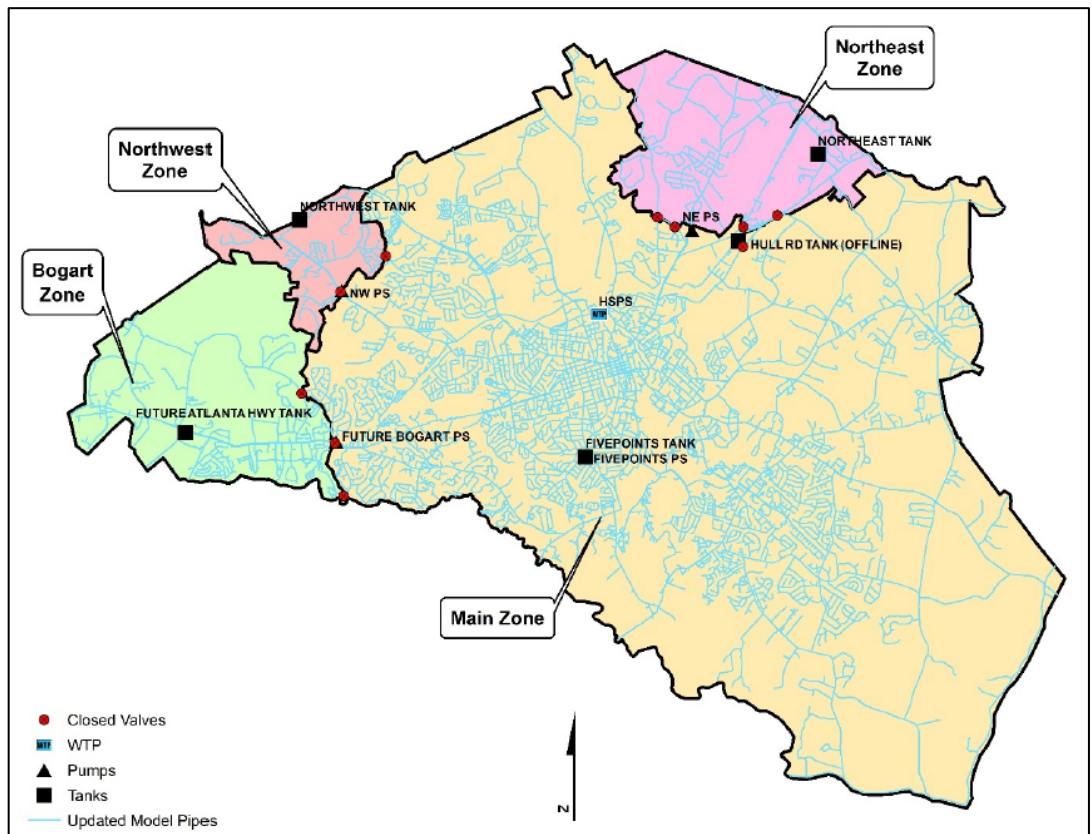 Northeast
Zone
NORTHEAST TANK
Northwest
Zone
NORTHWEST TANK
NE PS
HULL RD TANK (OFFLINE)
Bogart
Zone
NW PS
HSPS
WTP
FUTURE ATLANTA HWY TANK
FUTURE BOGART PS
FIVEPOINTS TANK
FIVEPOINTS PS
Main Zone
Closed Valves
WTP
WTP
Pumps
Tanks
Updated Model Pipes
N